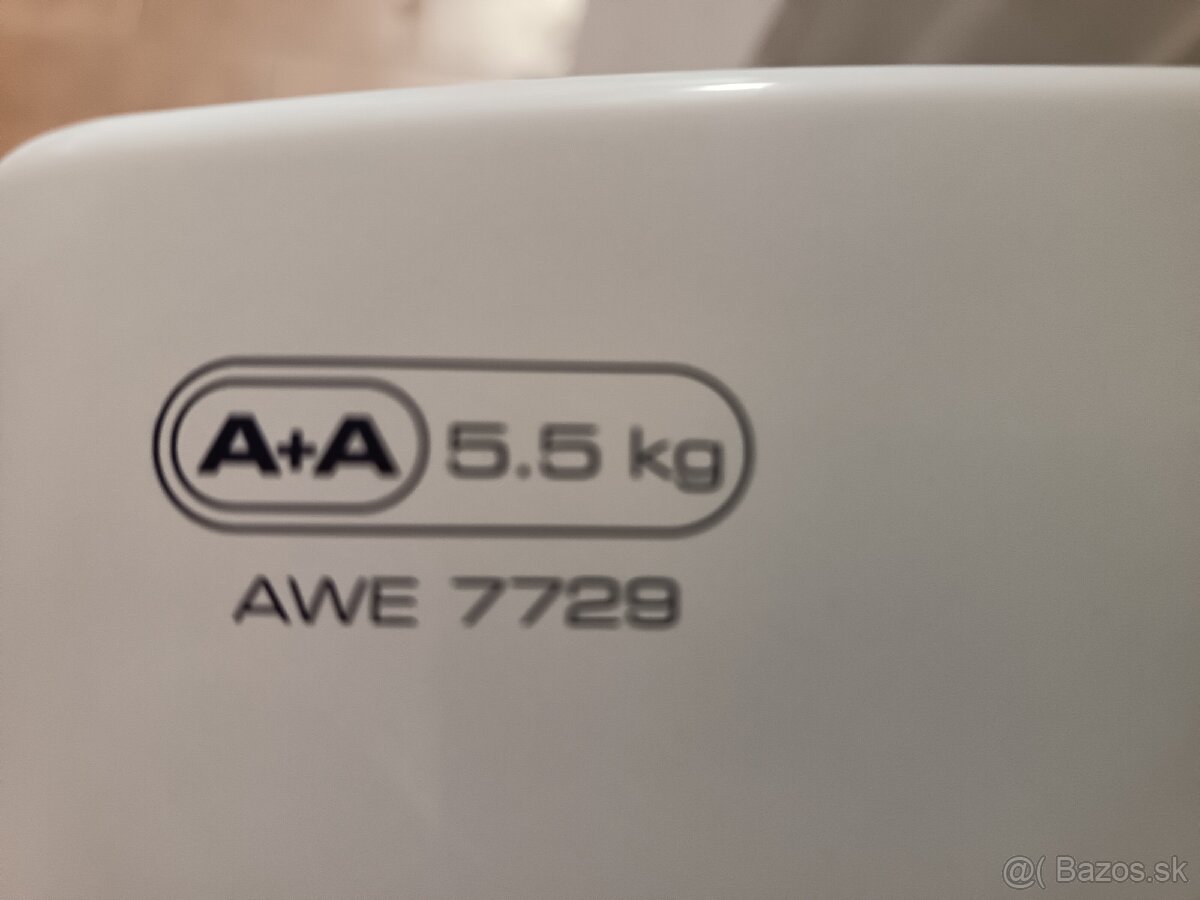 A+A 5.5 kg
AWE 7729
@( Bazos.sk